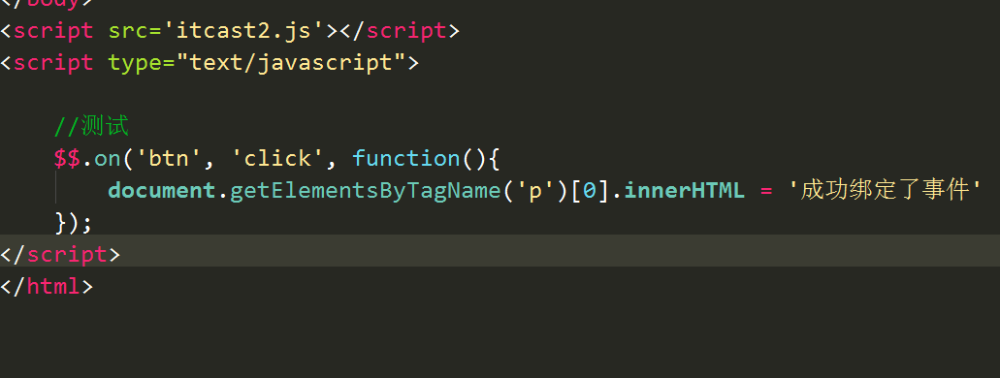 </body>
<script src='itcast2.js'></script>
<script type="text/javascript">
//测试
$$.on('btn', 'click', function(){
document.getElementsByTagName('p')[0].innerHTML = '成功绑定了事件'
});
</script>
</html>